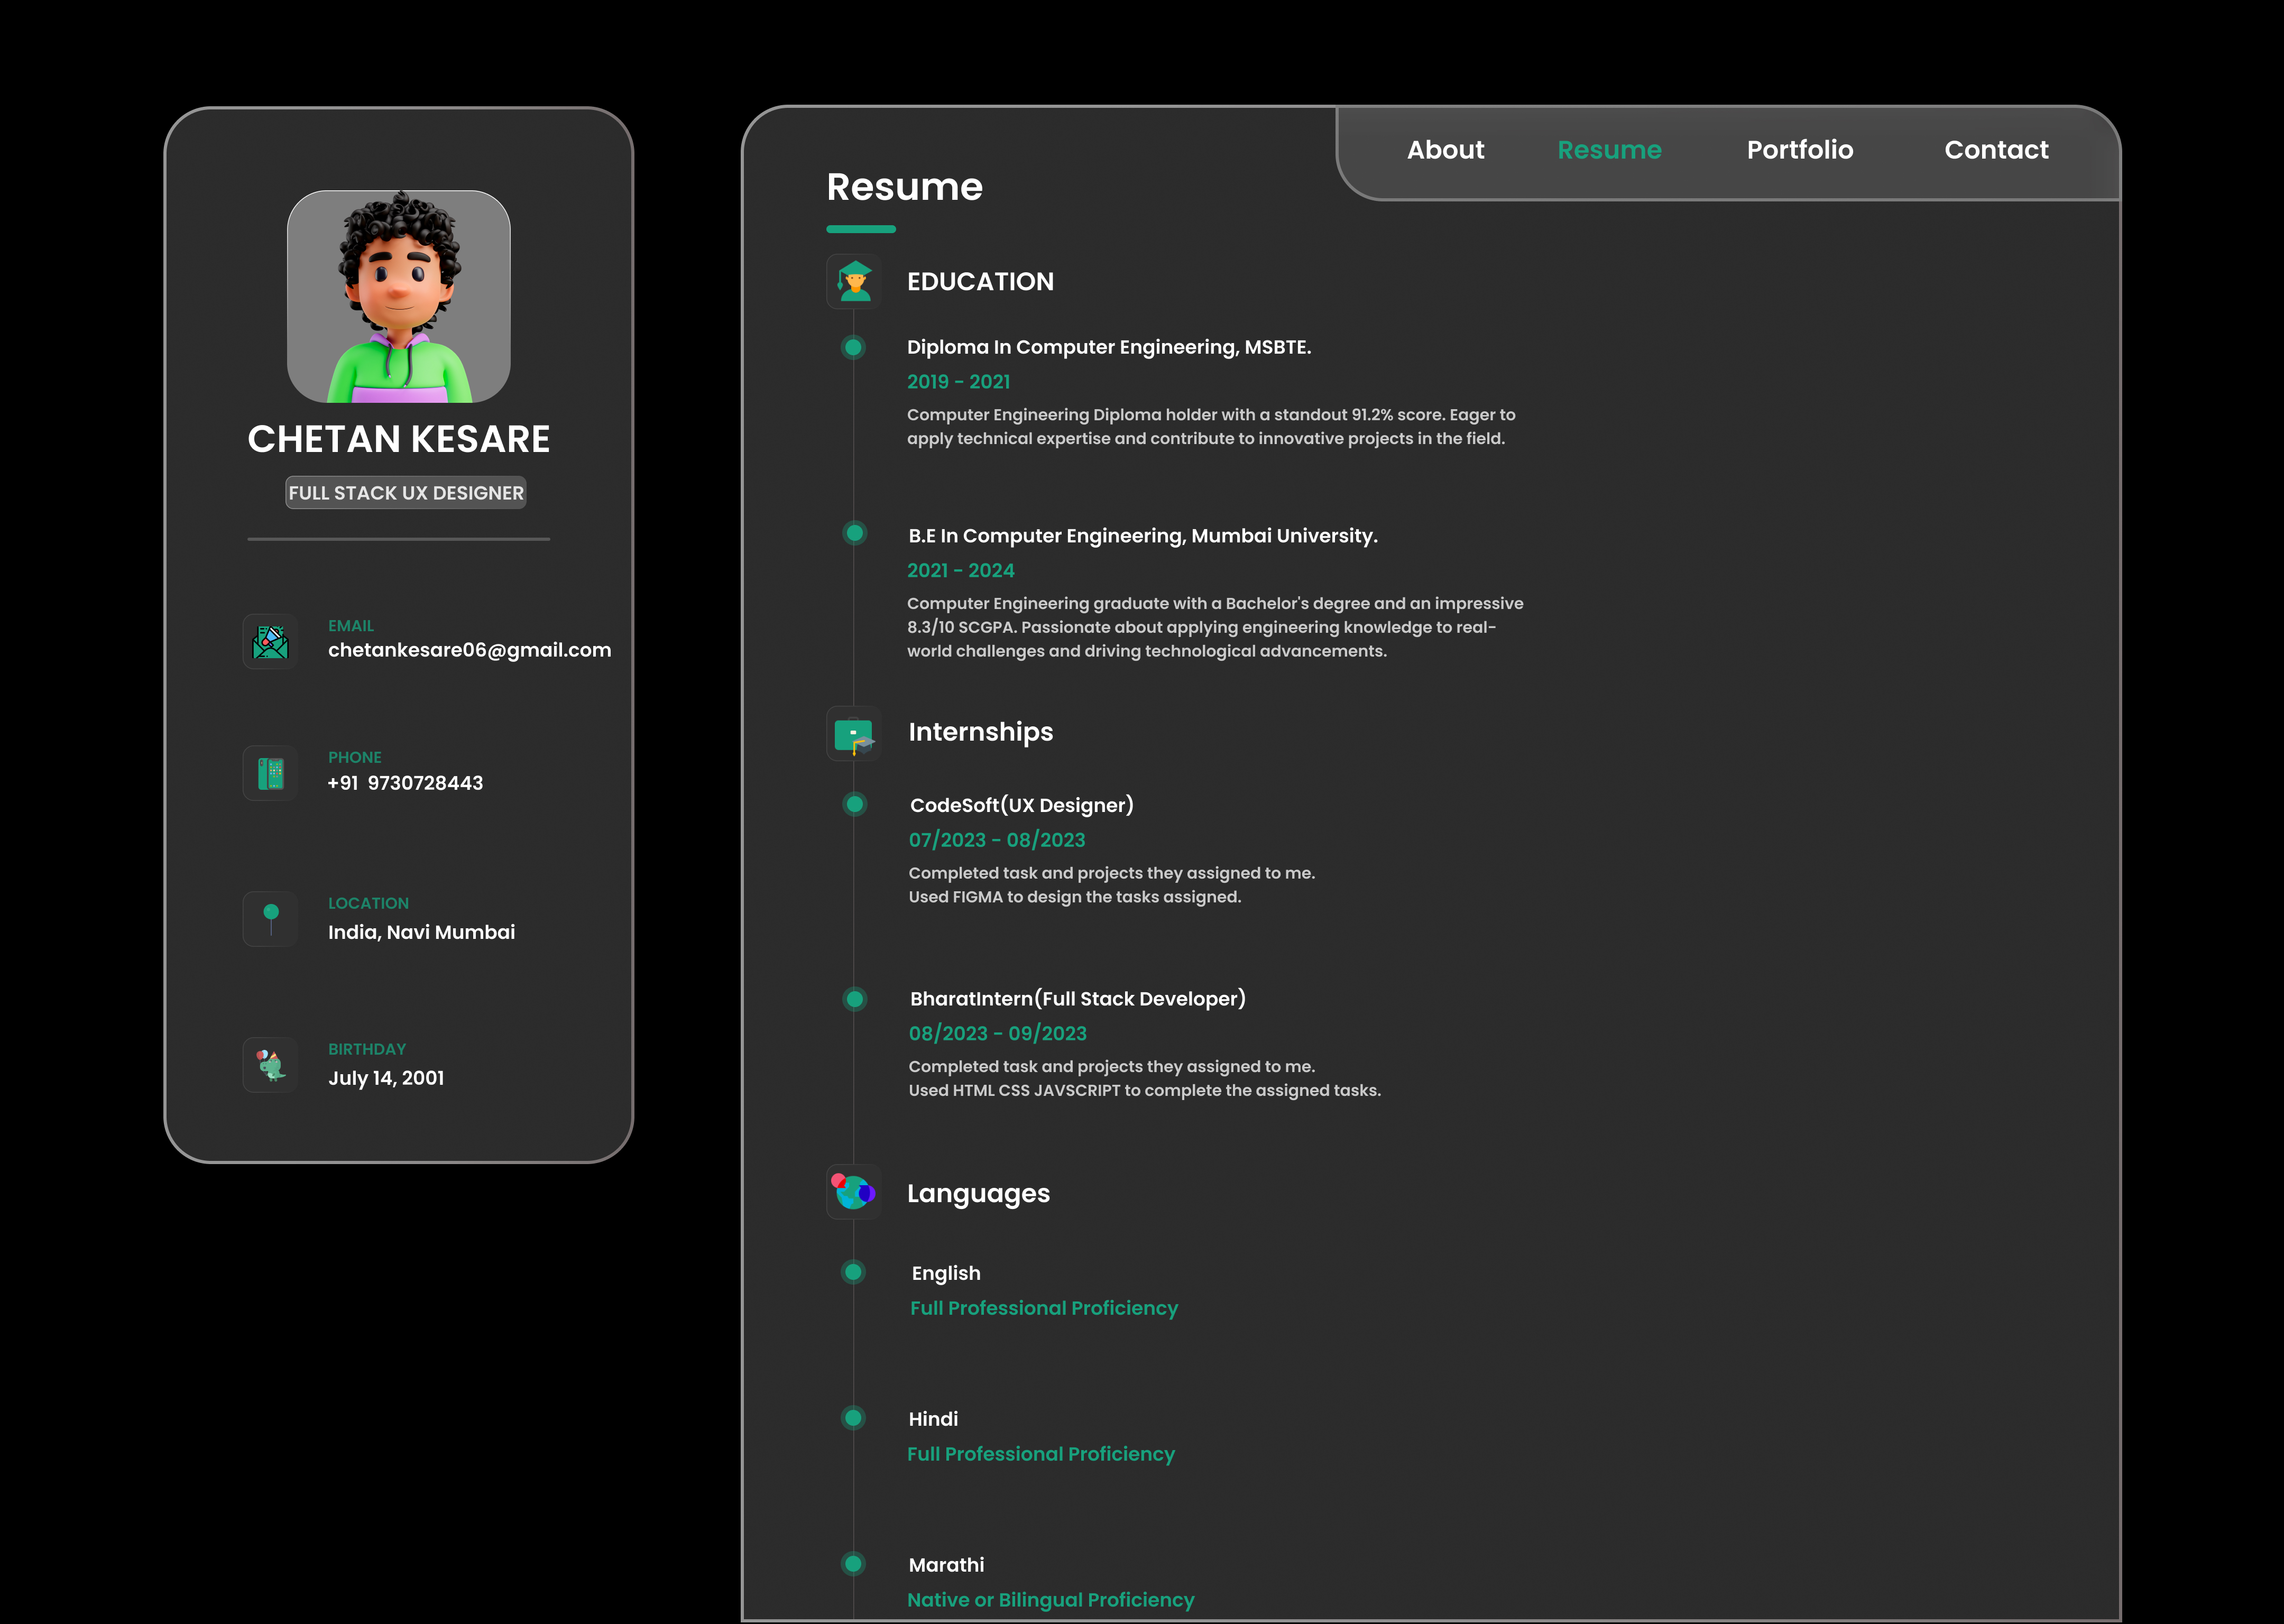 CHETAN KESARE
FULL STACK UX DESIGNER
EMAIL
chetankesare06@gmail.com
PHONE
+91  9730728443
LOCATION
India, Navi Mumbai
BIRTHDAY
July 14, 2001
About
Resume
Portfolio
Contact
Resume
EDUCATION
Diploma In Computer Engineering, MSBTE.
2019 - 2021
Computer Engineering Diploma holder with a standout 91.2% score. Eager to
apply technical expertise and contribute to innovative projects in the field.
B.E In Computer Engineering, Mumbai University.
2021 - 2024
Computer Engineering graduate with a Bachelor's degree and an impressive
8.3/10 SCGPA. Passionate about applying engineering knowledge to real-
world challenges and driving technological advancements.
Internships
CodeSoft(UX Designer)
07/2023 - 08/2023
Completed task and projects they assigned to me.
Used FIGMA to design the tasks assigned.
BharatIntern(Full Stack Developer)
08/2023 - 09/2023
Completed task and projects they assigned to me.
Used HTML CSS JAVSCRIPT to complete the assigned tasks.
Languages
English
Full Professional Proficiency
Hindi
Full Professional Proficiency
Marathi
Native or Bilingual Proficiency